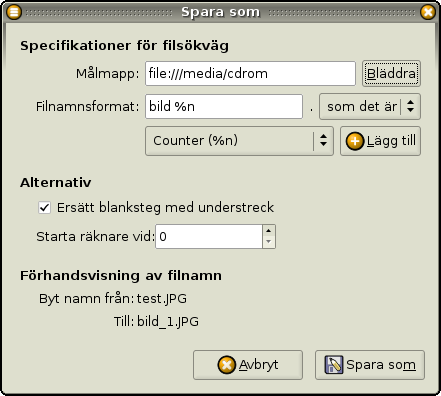 Spara som
Specifikationer för filsökväg
Målmapp: file:///media/cdrom Bläddra
Filnamnsformat: bild %n . som det är
Counter (%n) Lägg till
Alternativ
Ersätt blanksteg med understreck
Starta räknare vid: 0
Förhandsvisning av filnamn
Byt namn från: test.JPG
Till: bild_1.JPG
Avbryt Spara som